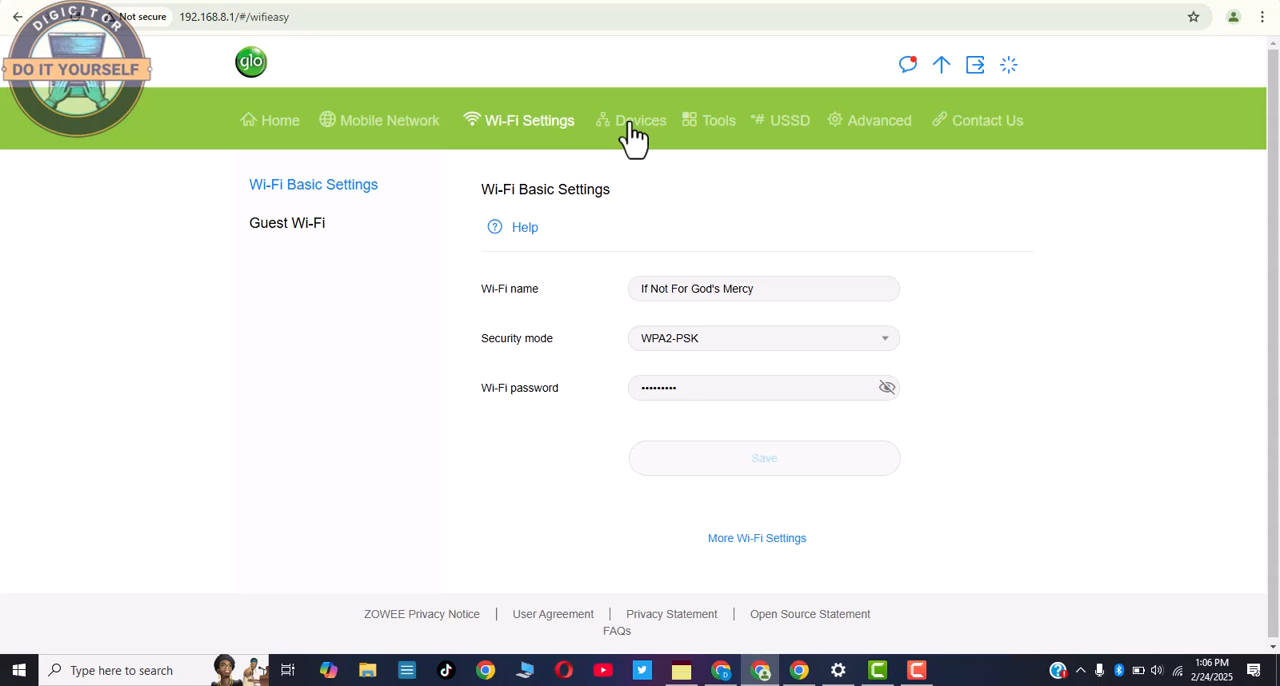 Not secure 192.168.8.1/#/wifieasy
DIGICITOR
DO IT YOURSELF
glo
Home Mobile Network Wi-Fi Settings Devices Tools *# USSD Advanced Contact Us
Wi-Fi Basic Settings
Guest Wi-Fi
Wi-Fi Basic Settings
? Help
Wi-Fi name If Not For God's Mercy
Security mode WPA2-PSK
Wi-Fi password •••••••••
Save
More Wi-Fi Settings
ZOWEE Privacy Notice | User Agreement | Privacy Statement | Open Source Statement
FAQs
Type here to search
1:06 PM
2/24/2025